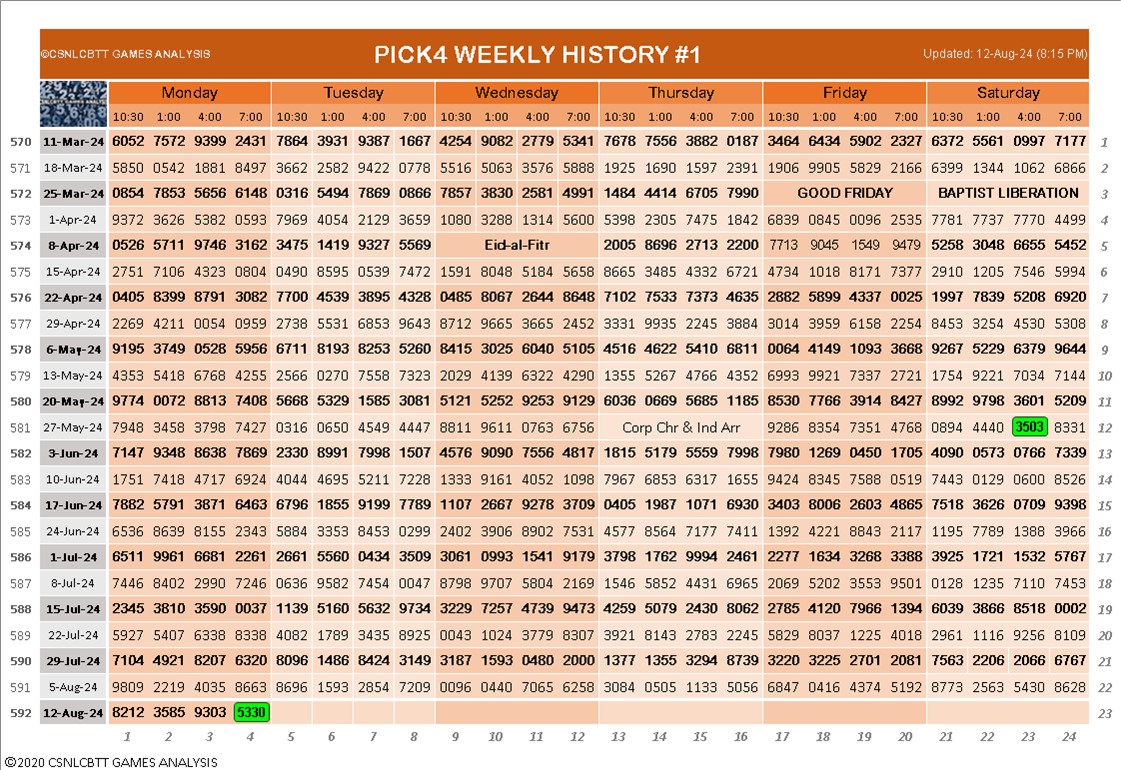 ©CSNLCBTT GAMES ANALYSIS PICK4 WEEKLY HISTORY #1 Updated: 12-Aug-24 (8:15 PM)
Monday Tuesday Wednesday Thursday Friday Saturday
10:30 1:00 4:00 7:00 10:30 1:00 4:00 7:00 10:30 1:00 4:00 12:00 10:30 1:00 4:00 7:00 10:30 1:00 4:00 7:00 10:30 1:00 4:00 7:00
570 11-Mar-24 6052 7572 9399 2431 7864 3931 9387 1667 4254 9082 2779 5341 7678 7556 3882 0187 3464 6434 5902 2327 6372 5561 0997 7177 1
571 18-Mar-24 5850 0542 1881 8497 3662 2582 9422 0778 5516 5063 3576 5888 1925 1690 1597 2391 1906 9905 5829 2166 6399 1344 1062 6866 2
572 25-Mar-24 0854 7853 5656 6148 0316 5494 7869 0866 7857 3830 2581 4991 1484 4414 6705 7990 GOOD FRIDAY BAPTIST LIBERATION 3
573 1-Apr-24 9372 3626 5382 0593 7969 4054 2129 3659 1080 3288 1314 5600 5398 2305 7475 1842 6839 0845 0096 2535 7781 7737 7770 4499 4
574 8-Apr-24 0526 5711 9746 3162 3475 1419 9327 5569 Eid-al-Fitr 2005 8696 2713 2200 7713 9045 1549 9479 5258 3048 6655 5452 5
575 15-Apr-24 2751 7106 4323 0804 0490 8595 0539 7472 1591 8048 5184 5658 8665 3485 4332 6721 4734 1018 8171 7377 2910 1205 7546 5994 6
576 22-Apr-24 0405 8399 8791 3082 7700 4539 3895 4328 0485 8067 2644 8648 7102 7533 7373 4635 2882 5899 4337 0025 1997 7839 5208 6920 7
577 29-Apr-24 2269 4211 0054 0959 2738 5531 6853 9643 8712 9665 3665 2452 3331 9935 2245 3884 3014 3959 6158 2254 8453 3254 4530 5308 8
578 6-May-24 9195 3749 0528 5956 6711 8193 8253 5260 8415 3025 6040 5105 4516 4622 5410 6811 0064 4149 1093 3668 9267 5229 6379 9644 9
579 13-May-24 4353 5418 6768 4255 2566 0270 7558 7323 2029 4139 6322 4290 1355 5267 4766 4352 6993 9921 7337 2721 1754 9221 7034 7144 10
580 20-May-24 9774 0072 8813 7408 5668 5329 1585 3081 5121 5252 9253 9129 6036 0669 5685 1185 8530 7766 3914 8427 8992 9798 3601 5209 11
581 27-May-24 7948 3458 3798 7427 0316 0650 4549 4447 8811 9611 0763 6756 Corp Chr & Ind Arr 9286 8354 7351 4768 0894 4440 3503 8331 12
582 3-Jun-24 7147 9348 8638 7869 2330 8991 7998 1507 4576 9090 7556 4817 1815 5179 5559 7998 7980 1269 0450 1705 4090 0573 0766 7339 13
583 10-Jun-24 1751 7418 4717 6924 4044 4695 5211 7228 1333 9161 4052 1098 7967 6853 6317 1655 9424 8345 7588 0519 7443 0129 0600 8526 14
584 17-Jun-24 7882 5791 3871 6463 6796 1855 9199 7789 1107 2667 9278 3709 0405 1987 1071 6930 3403 8006 2603 4865 7518 3626 0709 9398 15
585 24-Jun-24 6536 8639 8155 2343 5884 3353 8453 0299 2402 3906 8902 7531 4577 8564 7177 7411 1392 4221 8843 2117 1195 7789 1388 3966 16
586 1-Jul-24 6511 9961 6681 2261 2661 5560 0434 3509 3061 0993 1541 9179 3798 1762 9994 2461 2277 1634 3268 3388 3925 1721 1532 5767 17
587 8-Jul-24 7446 8402 2990 7246 0636 9582 7454 0047 8798 9707 5804 2169 1546 5852 4431 6965 2069 5202 3553 9501 0128 1235 7110 7453 18
588 15-Jul-24 2345 3810 3590 0037 1139 5160 5632 9734 3229 7257 4739 9473 4259 5079 2430 8062 2785 4120 7966 1394 6039 3866 8518 0002 19
589 22-Jul-24 5927 5407 6338 8338 4082 1789 3435 8925 0043 1024 3779 8307 3921 8143 2783 2245 5829 8037 1225 4018 2961 1116 9256 8109 20
590 29-Jul-24 7104 4921 8207 6320 8096 1486 8424 3149 3187 1593 0480 2000 1377 1355 3294 8739 3220 3225 2701 2081 7563 2206 2066 6767 21
591 5-Aug-24 9809 2219 4035 8663 8696 1593 2854 7209 0096 0440 7065 6258 3084 0505 1133 5056 6847 0416 4374 5192 8773 2563 5430 8628 22
592 12-Aug-24 8212 3585 9303 5330 23
1 2 3 4 5 6 7 8 9 10 11 12 13 14 15 16 17 18 19 20 21 22 23 24
©2020 CSNLCBTT GAMES ANALYSIS